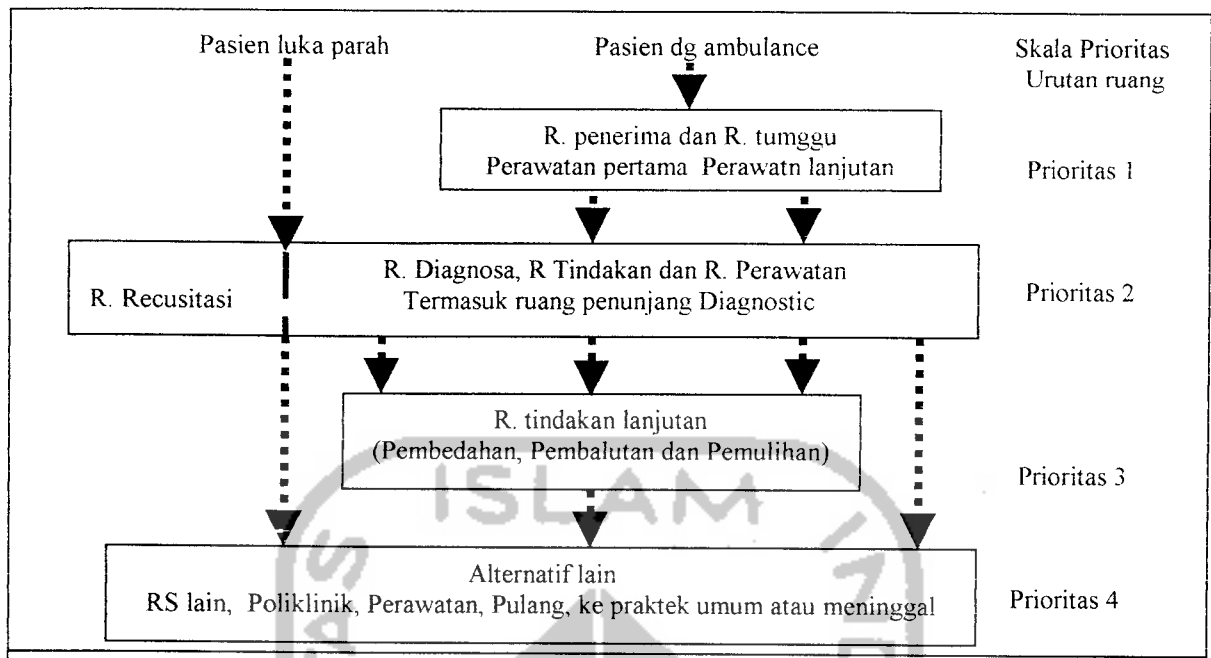 Pasien luka parah
Pasien dg ambulance
Skala Prioritas
Urutan ruang
R. penerima dan R. tumggu
Perawatan pertama Perawatn lanjutan
Prioritas 1
R. Recusitasi
R. Diagnosa, R Tindakan dan R. Perawatan
Termasuk ruang penunjang Diagnostic
Prioritas 2
R. tindakan lanjutan
(Pembedahan, Pembalutan dan Pemulihan)
Prioritas 3
ISLAM
Alternatif lain
RS lain, Poliklinik, Perawatan, Pulang, ke praktek umum atau meninggal
Prioritas 4